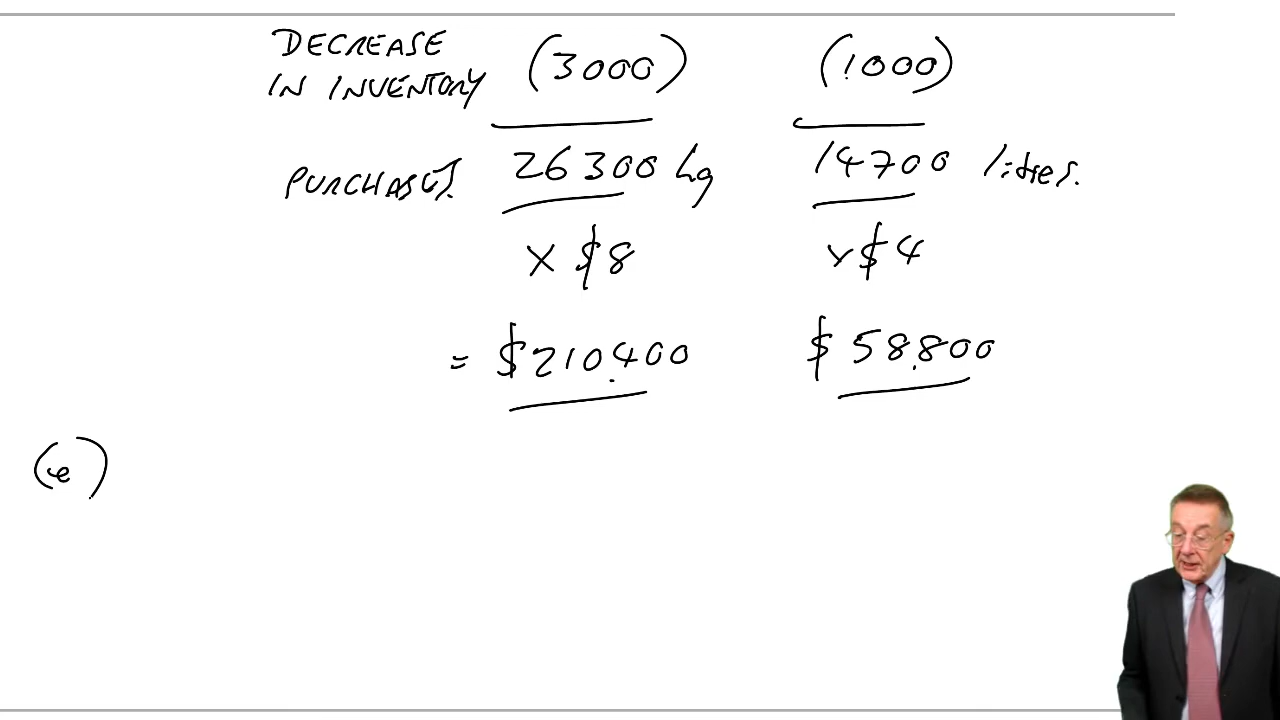 DECREASE
IN INVENTORY (3000) (1000)
PURCHASES. 26300 kg 14700 litres.
x $8 x $4
= $210,400 $58,800
(e)